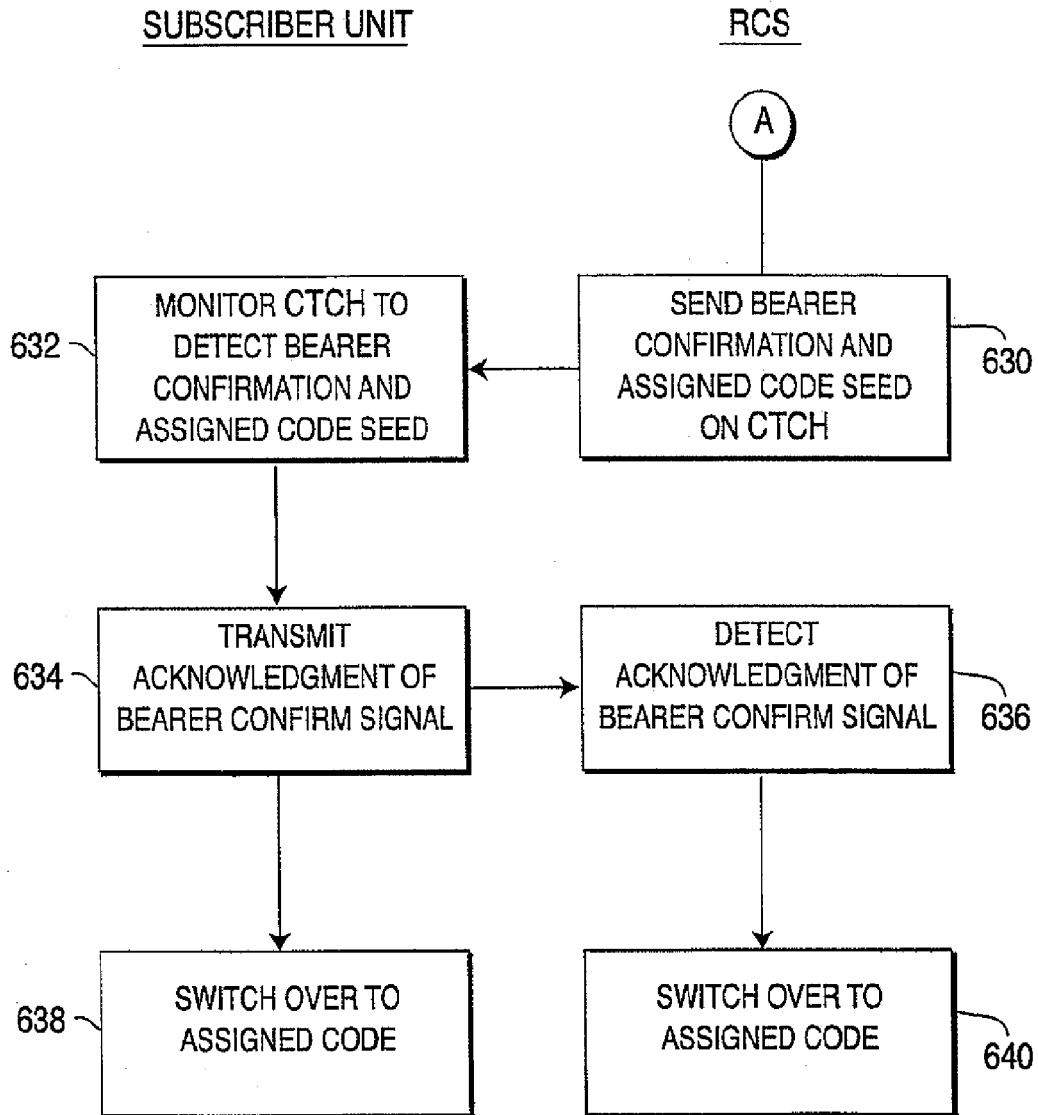 SUBSCRIBER UNIT
RCS
A
632
MONITOR CTCH TO
DETECT BEARER
CONFIRMATION AND
ASSIGNED CODE SEED
SEND BEARER
CONFIRMATION AND
ASSIGNED CODE SEED
ON CTCH
630
634
TRANSMIT
ACKNOWLEDGMENT OF
BEARER CONFIRM SIGNAL
DETECT
ACKNOWLEDGMENT OF
BEARER CONFIRM SIGNAL
636
638
SWITCH OVER TO
ASSIGNED CODE
SWITCH OVER TO
ASSIGNED CODE
640